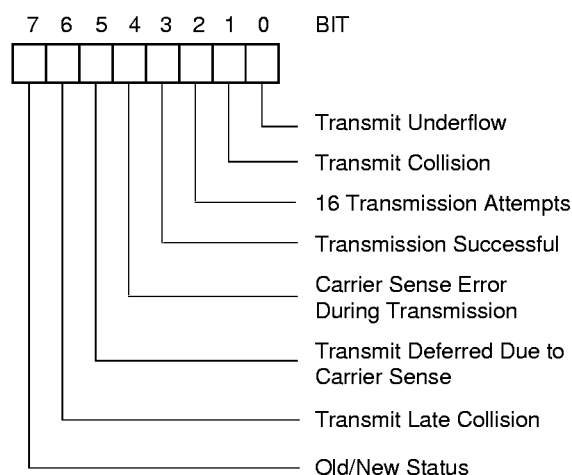 7 6 5 4 3 2 1 0 BIT
Transmit Underflow
Transmit Collision
16 Transmission Attempts
Transmission Successful
Carrier Sense Error
During Transmission
Transmit Deferred Due to
Carrier Sense
Transmit Late Collision
Old/New Status